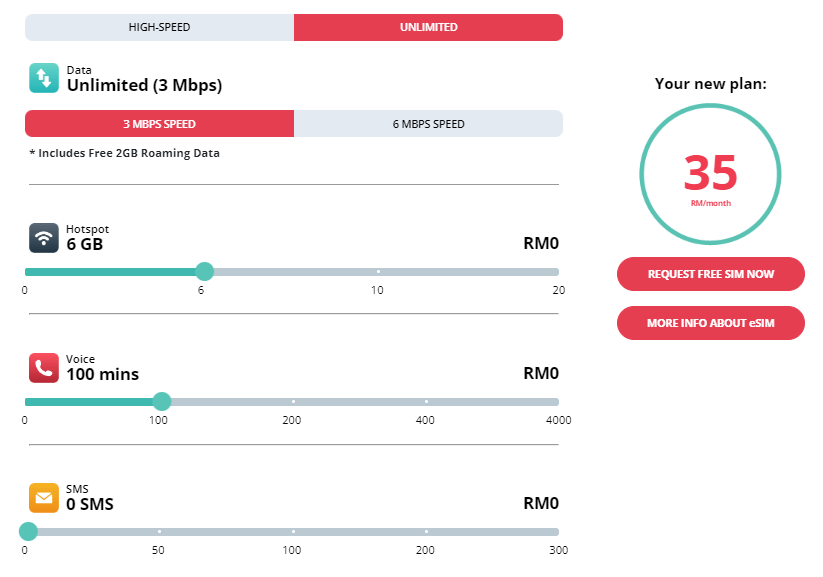 HIGH-SPEED UNLIMITED
Data
Unlimited (3 Mbps)
3 MBPS SPEED 6 MBPS SPEED
* Includes Free 2GB Roaming Data
Hotspot
6 GB RM0
0 6 10 20
Voice
100 mins RM0
0 100 200 400 4000
SMS
0 SMS RM0
0 50 100 200 300
Your new plan:
35
RM/month
REQUEST FREE SIM NOW
MORE INFO ABOUT eSIM